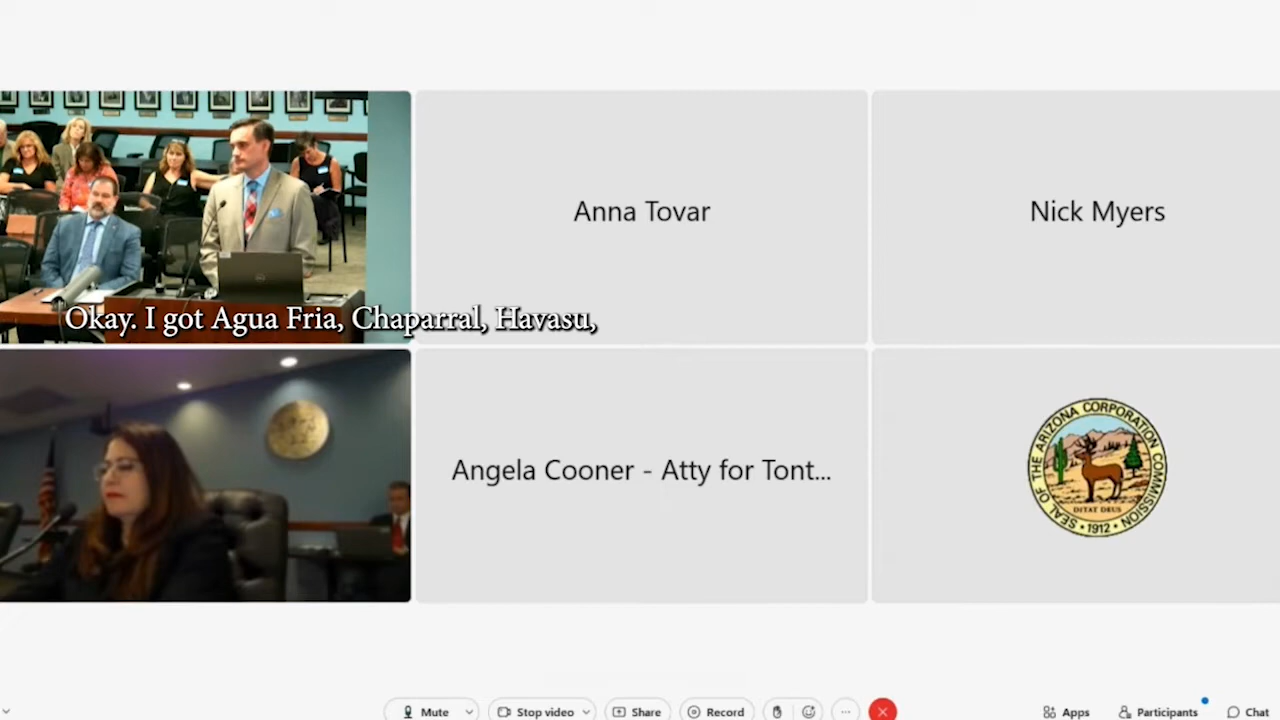 Anna Tovar
Nick Myers
Okay. I got Agua Fria, Chaparral, Havasu,
Angela Cooner - Atty for Tont...
SEAL OF THE ARIZONA CORPORATION COMMISSION
DITAT DEUS
1912
Mute
Stop video
Share
Record
Apps
Participants
Chat